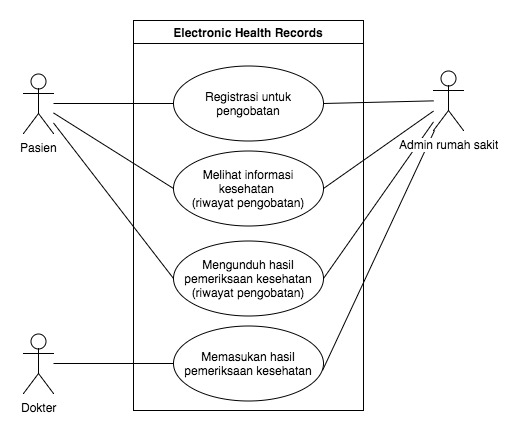 Electronic Health Records
Registrasi untuk
pengobatan
Pasien
Admin rumah sakit
Melihat informasi
kesehatan
(riwayat pengobatan)
Mengunduh hasil
pemeriksaan kesehatan
(riwayat pengobatan)
Memasukan hasil
pemeriksaan kesehatan
Dokter